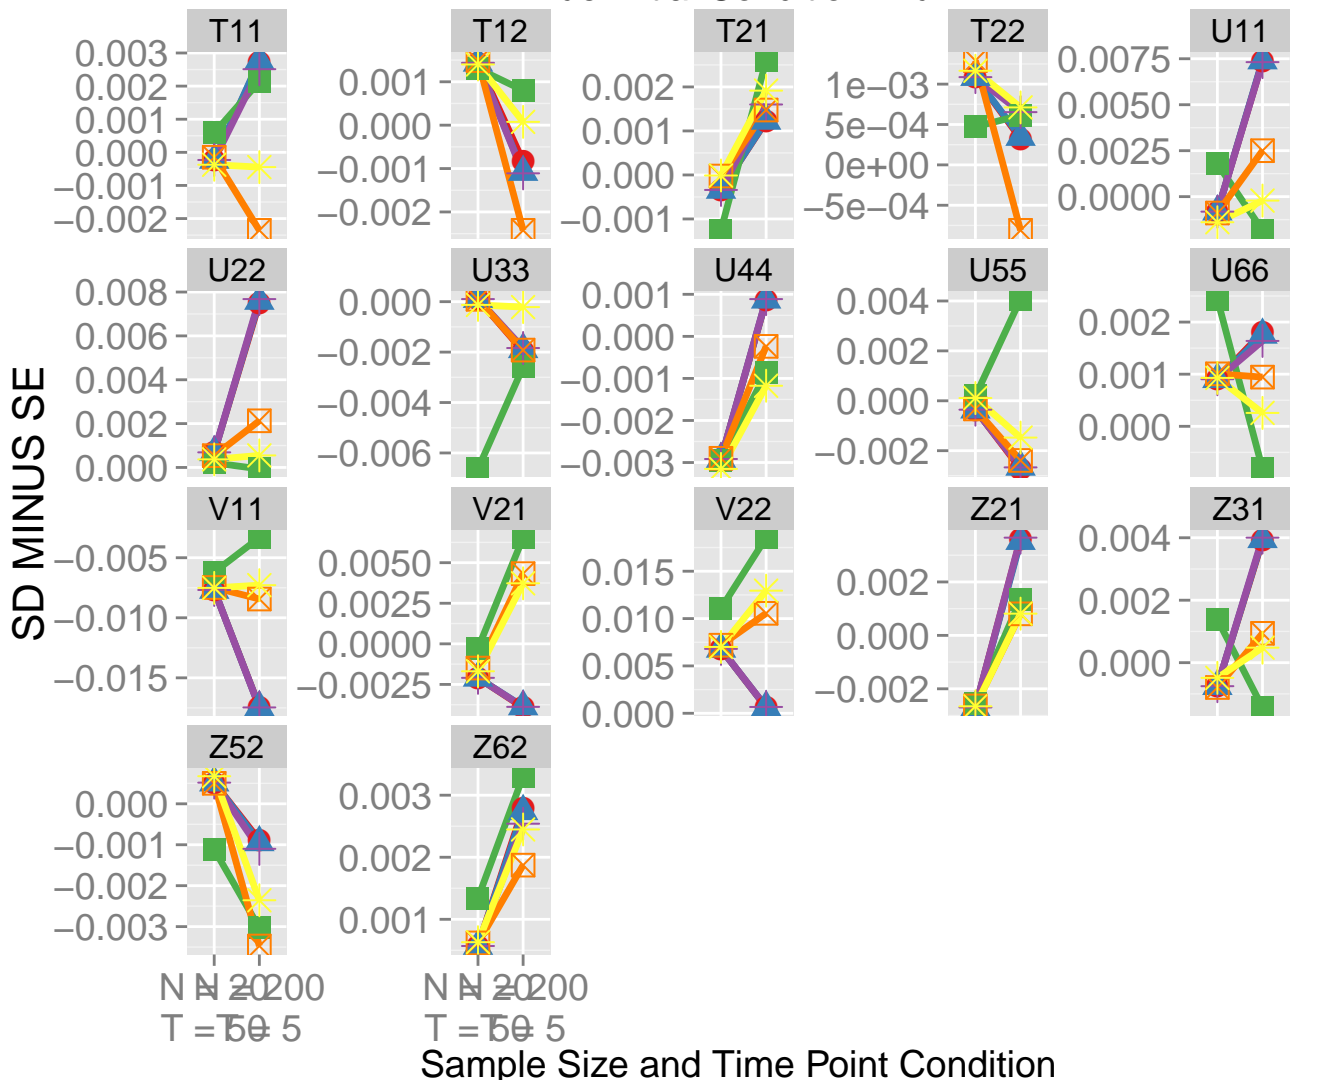 T11 T12 T21 T22 U11
0.003 0.002 0.001 0.000 −0.001 −0.002
0.001 0.000 −0.001 −0.002
0.002 0.001 0.000 −0.001
1e−03 5e−04 0e+00 −5e−04
0.0075 0.0050 0.0025 0.0000
U22 U33 U44 U55 U66
0.008 0.006 0.004 0.002 0.000
0.000 −0.002 −0.004 −0.006
0.001 0.000 −0.001 −0.002 −0.003
0.004 0.002 0.000 −0.002
0.002 0.001 0.000
SD MINUS SE
V11 V21 V22 Z21 Z31
−0.005 −0.010 −0.015
0.0050 0.0025 0.0000 −0.0025
0.015 0.010 0.005 0.000
0.002 0.000 −0.002
0.004 0.002 0.000
Z52 Z62
0.000 −0.001 −0.002 −0.003
0.003 0.002 0.001
N = 20 N = 200 N = 20 N = 200
T = 50 T = 5 T = 50 T = 5
Sample Size and Time Point Condition